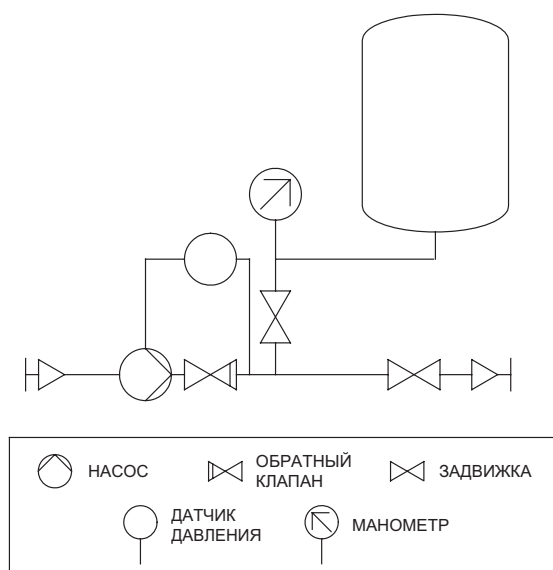 НАСОС
ОБРАТНЫЙ
КЛАПАН
ЗАДВИЖКА
ДАТЧИК
ДАВЛЕНИЯ
МАНОМЕТР